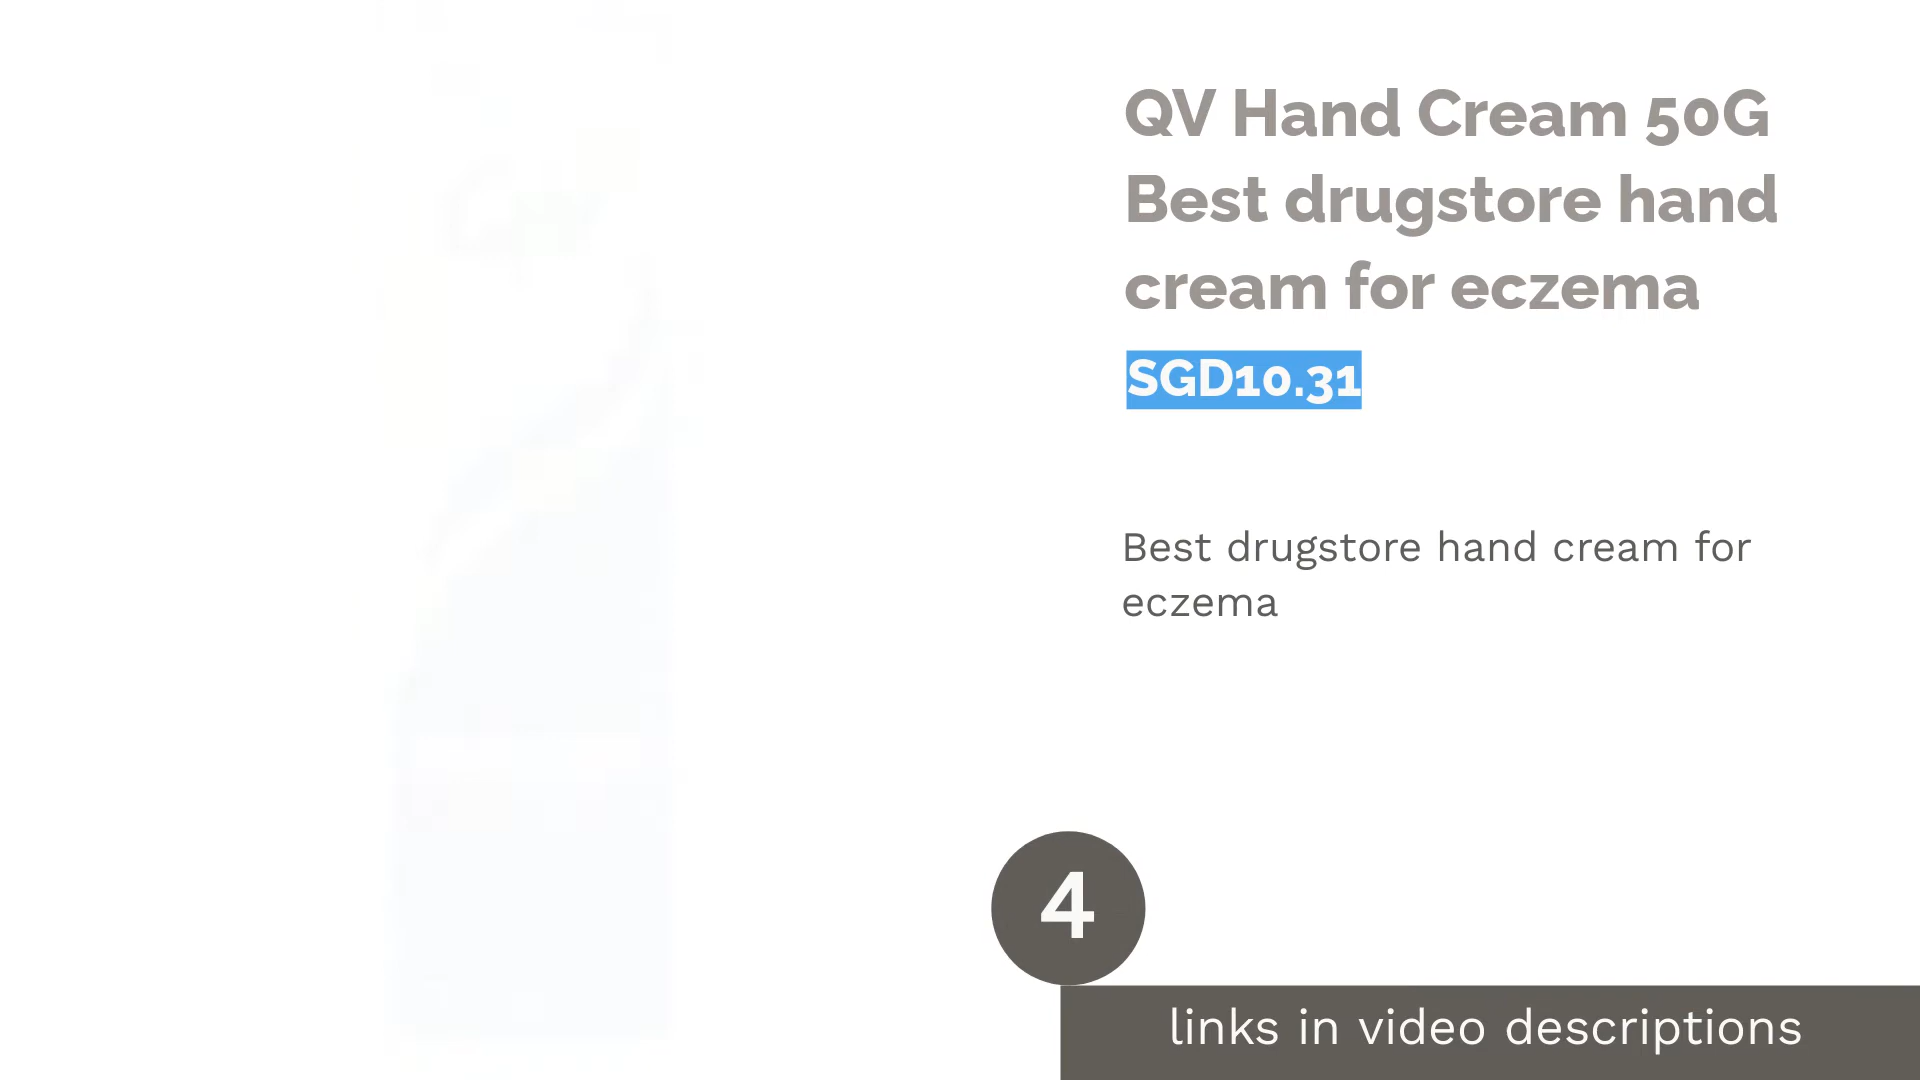 QV Hand Cream 50G
Best drugstore hand
cream for eczema
SGD10.31
Best drugstore hand cream for
eczema
4
links in video descriptions